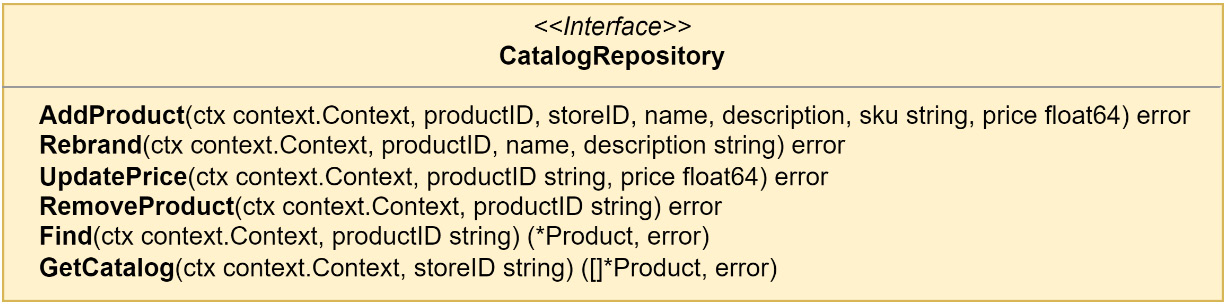 <<Interface>>
CatalogRepository
AddProduct(ctx context.Context, productID, storeID, name, description, sku string, price float64) error
Rebrand(ctx context.Context, productID, name, description string) error
UpdatePrice(ctx context.Context, productID string, price float64) error
RemoveProduct(ctx context.Context, productID string) error
Find(ctx context.Context, productID string) (*Product, error)
GetCatalog(ctx context.Context, storeID string) ([]*Product, error)